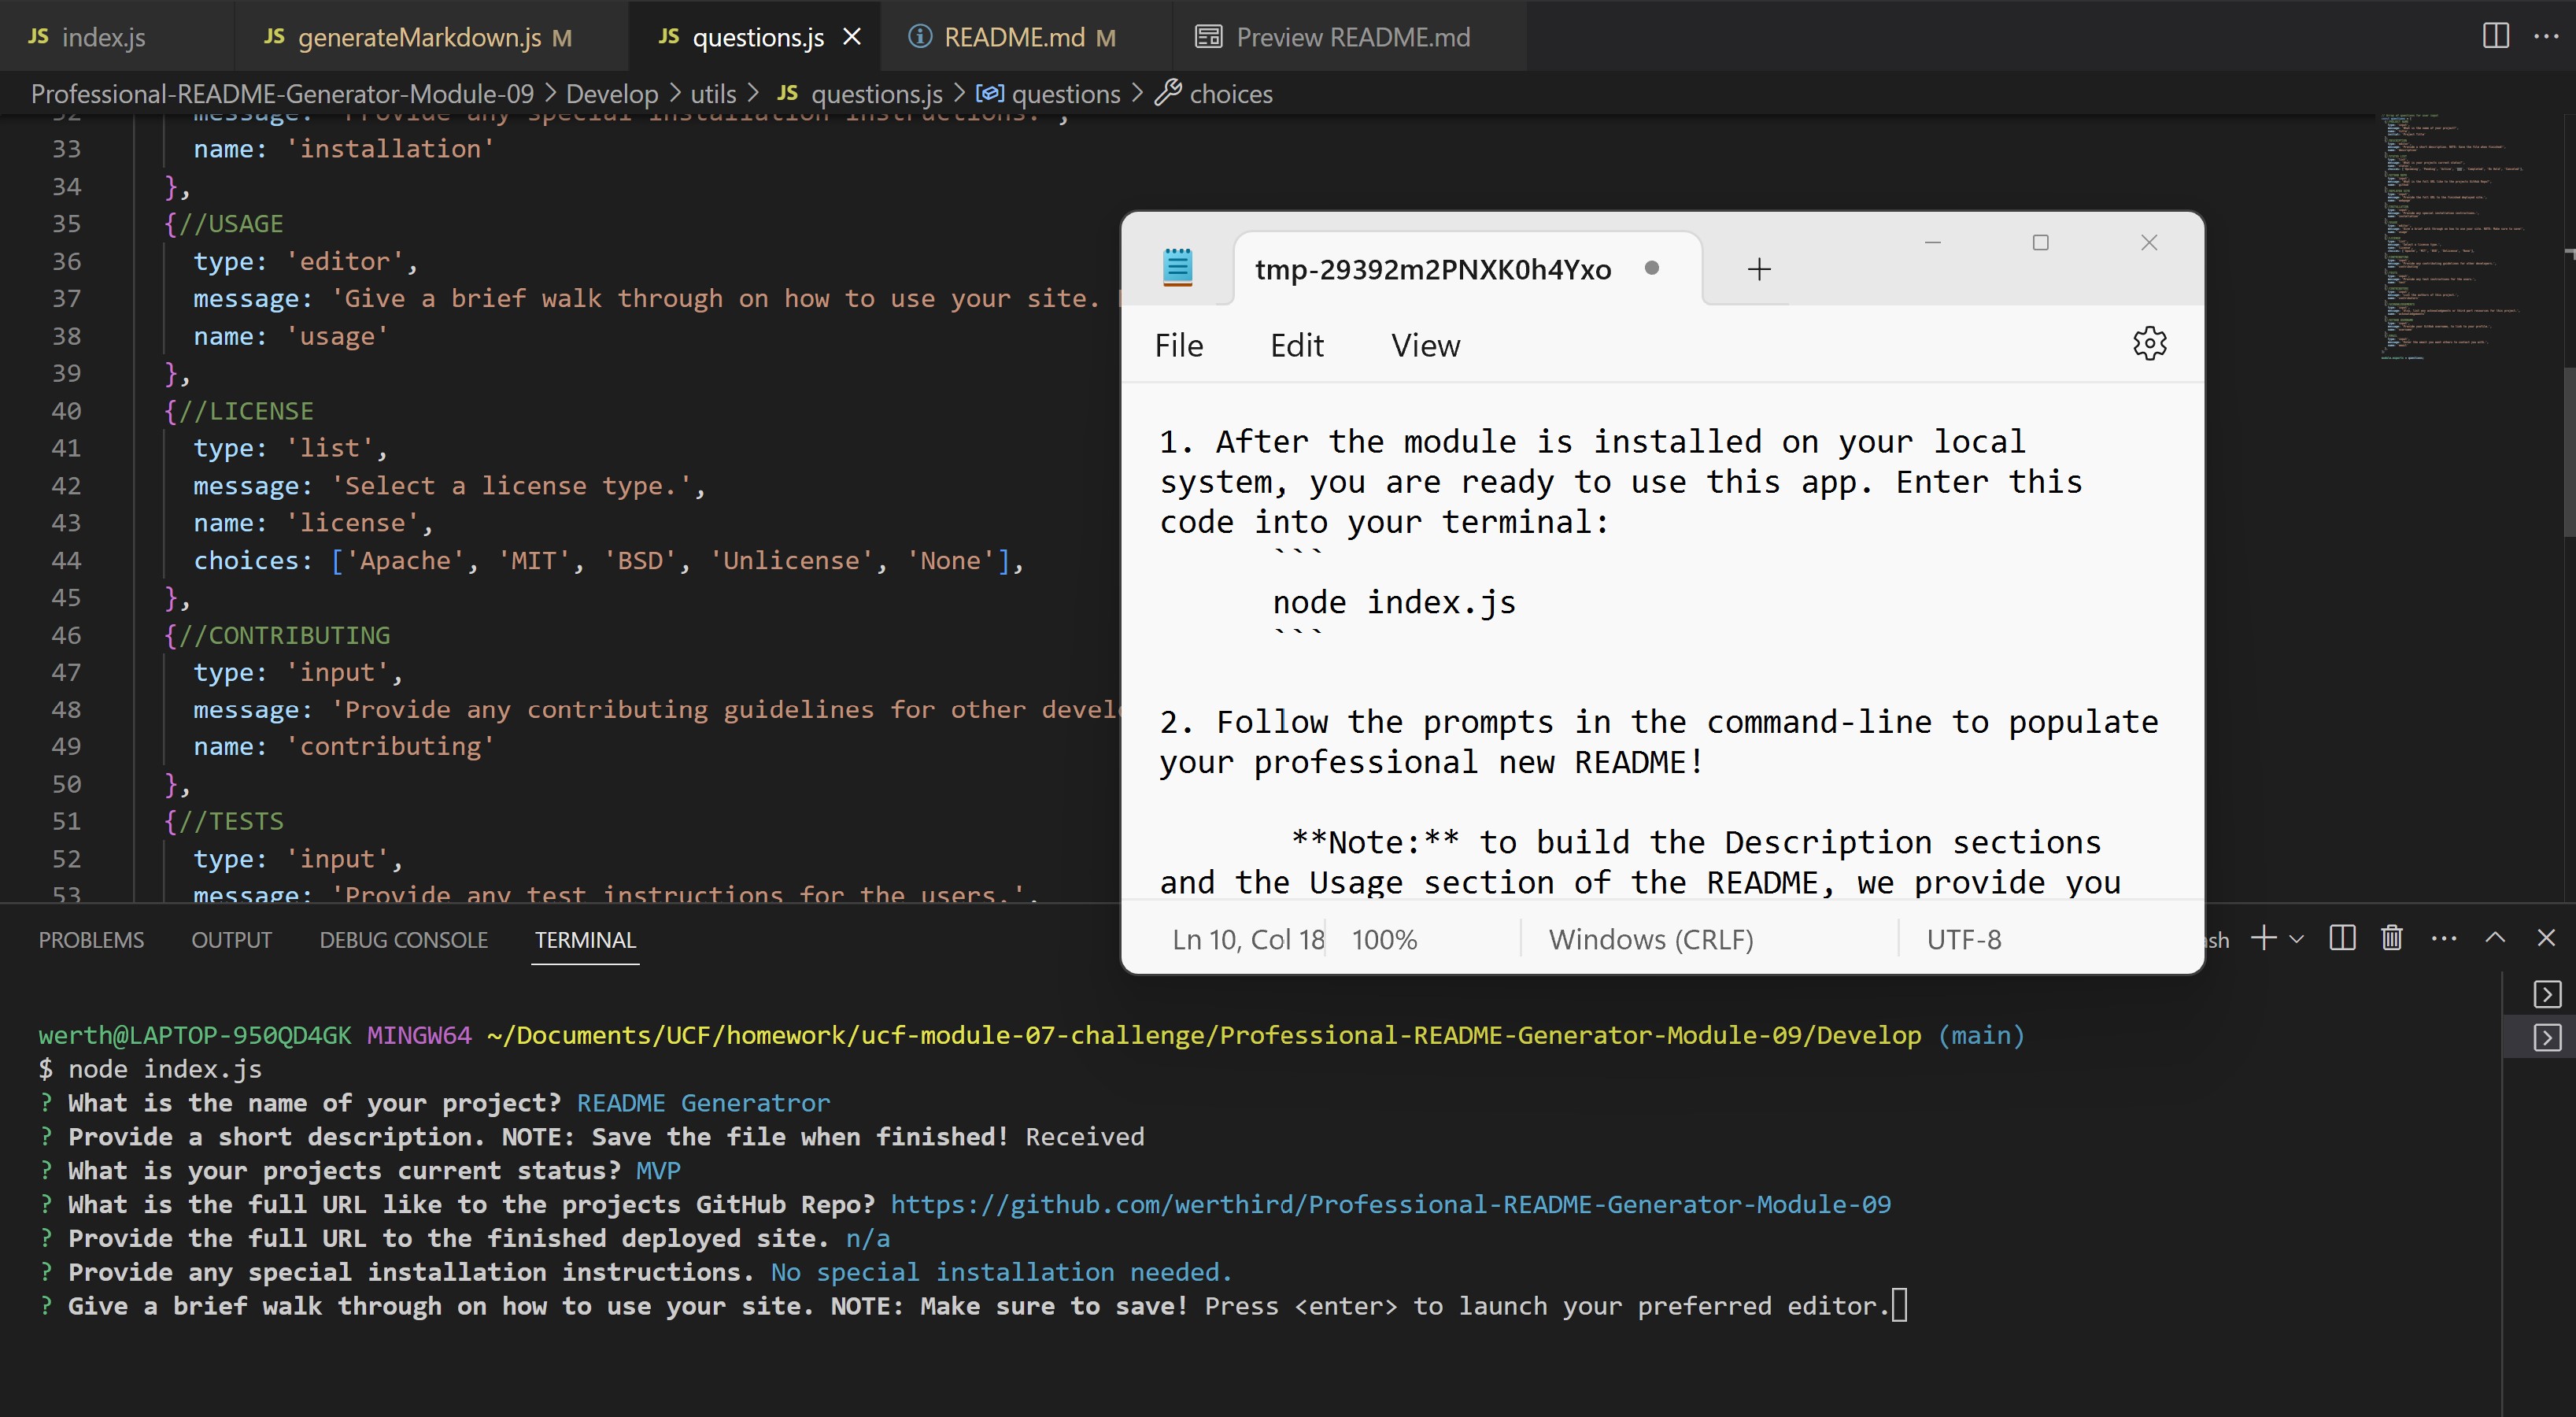 JS index.js
JS generateMarkdown.js M
JS questions.js
README.md M
Preview README.md
Professional-README-Generator-Module-09 > Develop > utils > JS questions.js > questions > choices
32 message: 'Provide any special installation instructions.',
33 name: 'installation'
34 },
35 {//USAGE
36 type: 'editor',
37 message: 'Give a brief walk through on how to use your site.
38 name: 'usage'
39 },
40 {//LICENSE
41 type: 'list',
42 message: 'Select a license type.',
43 name: 'license',
44 choices: ['Apache', 'MIT', 'BSD', 'Unlicense', 'None'],
45 },
46 {//CONTRIBUTING
47 type: 'input',
48 message: 'Provide any contributing guidelines for other devel
49 name: 'contributing'
50 },
51 {//TESTS
52 type: 'input',
53 message: 'Provide any test instructions for the users.',
tmp-29392m2PNXK0h4Yxo
File Edit View
1. After the module is installed on your local
system, you are ready to use this app. Enter this
code into your terminal:
```
node index.js
```
2. Follow the prompts in the command-line to populate
your professional new README!
**Note:** to build the Description sections
and the Usage section of the README, we provide you
Ln 10, Col 18 100% Windows (CRLF) UTF-8
PROBLEMS OUTPUT DEBUG CONSOLE TERMINAL
sh
werth@LAPTOP-950QD4GK MINGW64 ~/Documents/UCF/homework/ucf-module-07-challenge/Professional-README-Generator-Module-09/Develop (main)
$ node index.js
? What is the name of your project? README Generatror
? Provide a short description. NOTE: Save the file when finished! Received
? What is your projects current status? MVP
? What is the full URL like to the projects GitHub Repo? https://github.com/werthird/Professional-README-Generator-Module-09
? Provide the full URL to the finished deployed site. n/a
? Provide any special installation instructions. No special installation needed.
? Give a brief walk through on how to use your site. NOTE: Make sure to save! Press <enter> to launch your preferred editor.